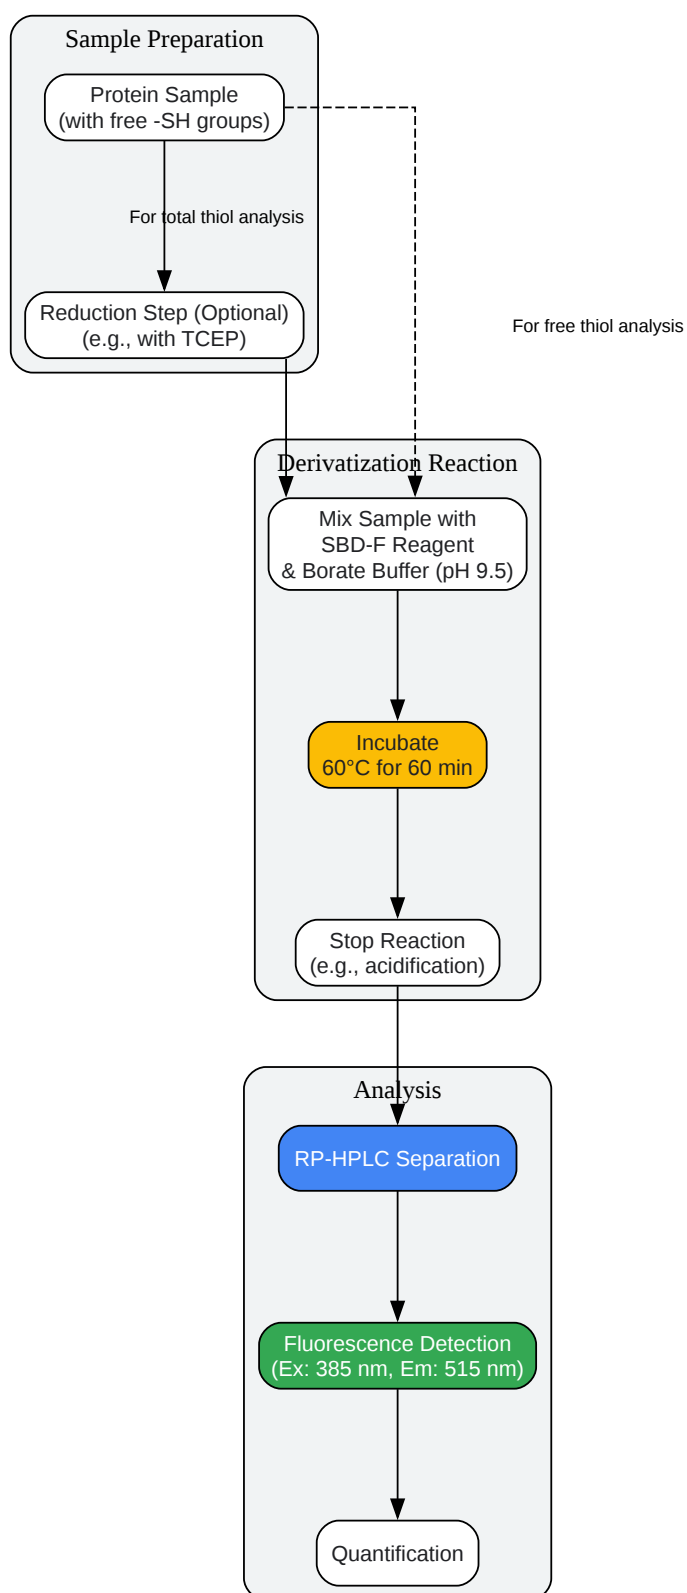 Sample Preparation
Protein Sample
(with free -SH groups)
For total thiol analysis
Reduction Step (Optional)
(e.g., with TCEP)
For free thiol analysis
Derivatization Reaction
Mix Sample with
SBD-F Reagent
& Borate Buffer (pH 9.5)
Incubate
60°C for 60 min
Stop Reaction
(e.g., acidification)
Analysis
RP-HPLC Separation
Fluorescence Detection
(Ex: 385 nm, Em: 515 nm)
Quantification